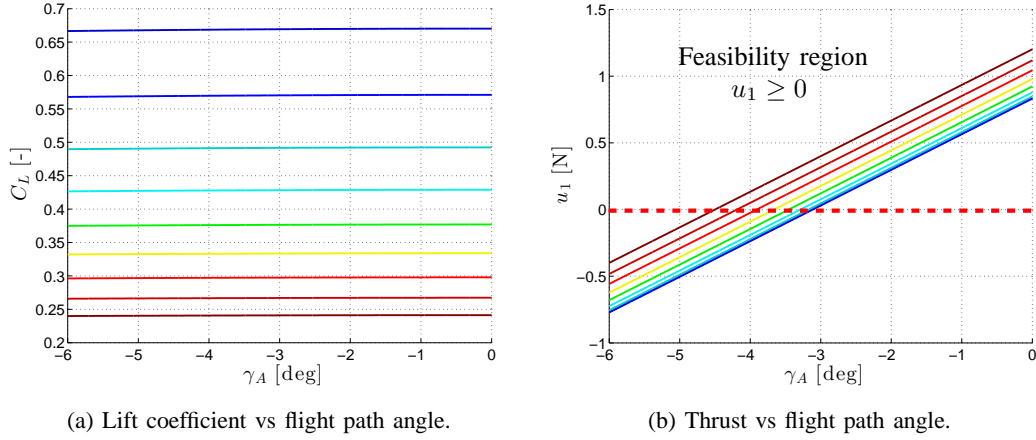 0.7
0.65
0.6
0.55
0.5
0.45
0.4
0.35
0.3
0.25
0.2
C_L [-]
−6 −5 −4 −3 −2 −1 0
γ_A [deg]
(a) Lift coefficient vs flight path angle.
1.5
1
0.5
0
−0.5
−1
u_1 [N]
Feasibility region
u_1 ≥ 0
−6 −5 −4 −3 −2 −1 0
γ_A [deg]
(b) Thrust vs flight path angle.